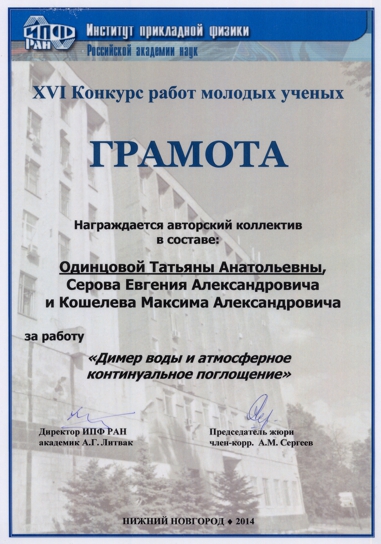 ИПФ
РАН
Институт прикладной физики
Российской академии наук
XVI Конкурс работ молодых ученых
ГРАМОТА
Награждается авторский коллектив
в составе:
Одинцовой Татьяны Анатольевны,
Серова Евгения Александровича
и Кошелева Максима Александровича
за работу
«Димер воды и атмосферное
континуальное поглощение»
Директор ИПФ РАН
академик А.Г. Литвак
Председатель жюри
член-корр. А.М. Сергеев
НИЖНИЙ НОВГОРОД ♦ 2014